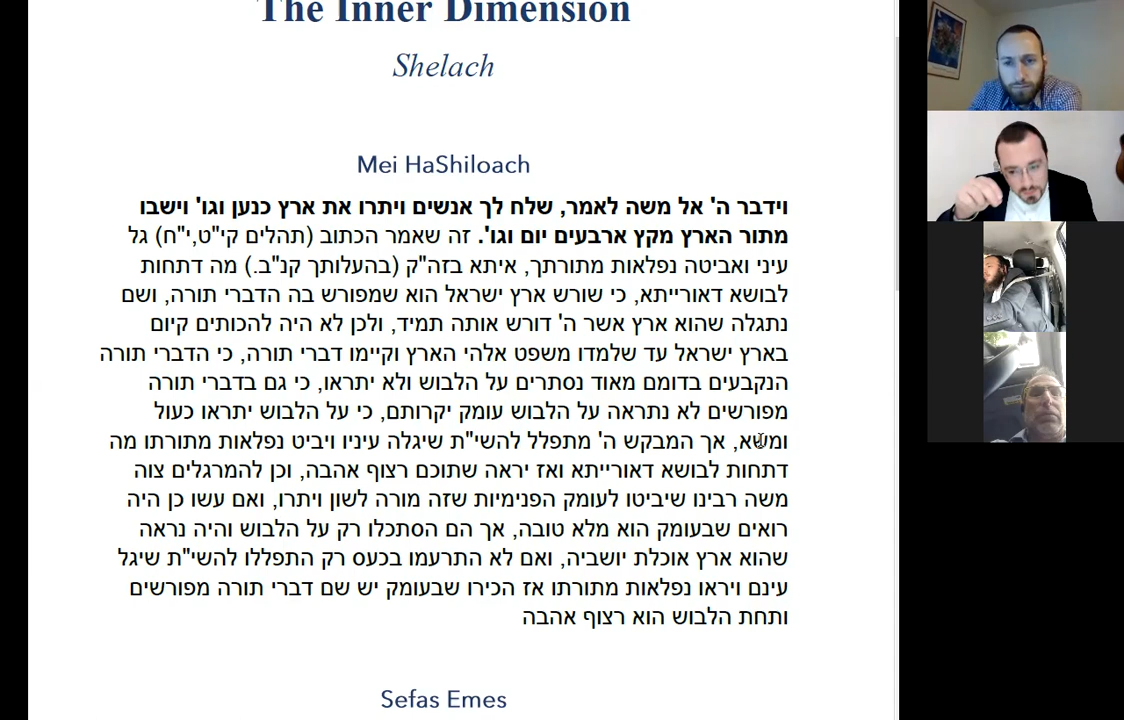 The Inner Dimension
Shelach
Mei HaShiloach
וידבר ה' אל משה לאמר, שלח לך אנשים ויתרו את ארץ כנען וגו' וישבו
מתור הארץ מקץ ארבעים יום וגו'. זה שאמר הכתוב (תהלים קי"ט,י"ח) גל
עיני ואביטה נפלאות מתורתך, איתא בזה"ק (בהעלותך קנ"ב.) מה דתחות
לבושא דאורייתא, כי שורש ארץ ישראל הוא שמפורש בה הדברי תורה, ושם
נתגלה שהוא ארץ אשר ה' דורש אותה תמיד, ולכן לא היה להכותים קיום
בארץ ישראל עד שלמדו משפט אלהי הארץ וקיימו דברי תורה, כי הדברי תורה
הנקבעים בדומם מאוד נסתרים על הלבוש ולא יתראו, כי גם בדברי תורה
מפורשים לא נתראה על הלבוש עומק יקרותם, כי על הלבוש יתראו כעול
ומשא, אך המבקש ה' מתפלל להשי"ת שיגלה עיניו ויביט נפלאות מתורתו מה
דתחות לבושא דאורייתא ואז יראה שתוכם רצוף אהבה, וכן להמרגלים צוה
משה רבינו שיביטו לעומק הפנימיות שזה מורה לשון ויתרו, ואם עשו כן היה
רואים שבעומק הוא מלא טובה, אך הם הסתכלו רק על הלבוש והיה נראה
שהוא ארץ אוכלת יושביה, ואם לא התרעמו בכעס רק התפללו להשי"ת שיגל
עינם ויראו נפלאות מתורתו אז הכירו שבעומק יש שם דברי תורה מפורשים
ותחת הלבוש הוא רצוף אהבה
Sefas Emes